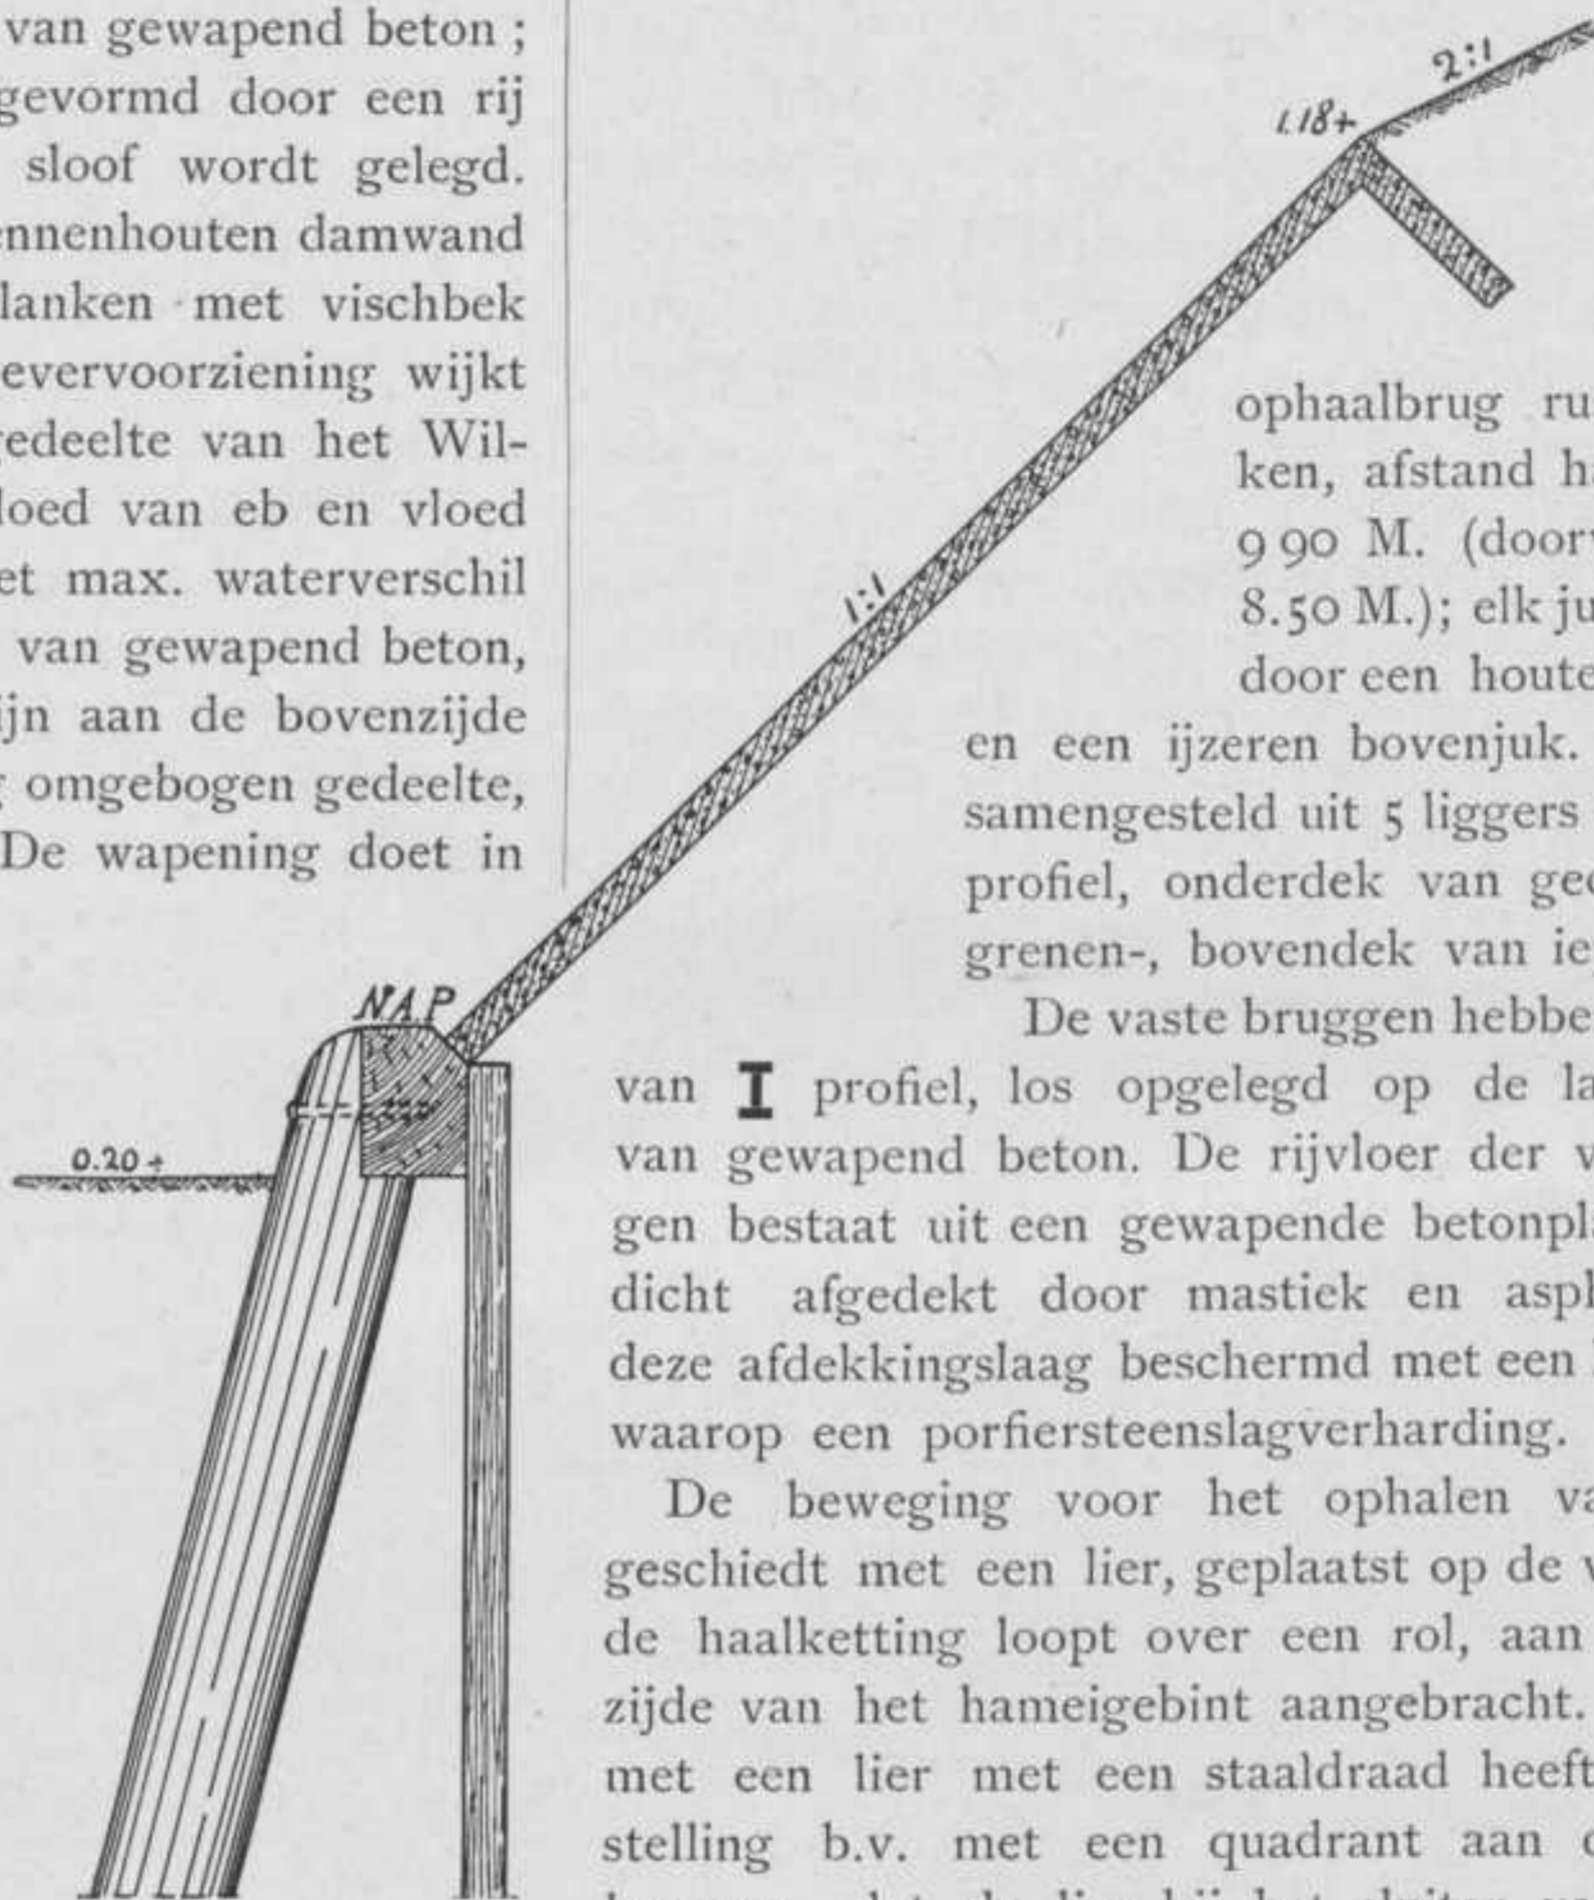 van gewapend beton ;
gevormd door een rij
sloof wordt gelegd.
ennenhouten damwand
lanken met vischbek
evervoorziening wijkt
gedeelte van het Wil-
loed van eb en vloed
et max. waterverschil
van gewapend beton,
ijn aan de bovenzijde
g omgebogen gedeelte,
De wapening doet in
2:1
1.18+
1:1
NAP
0.20+
ophaalbrug ru
ken, afstand ha
9 90 M. (door
8.50 M.); elk ju
door een houte
en een ijzeren bovenjuk.
samengesteld uit 5 liggers
profiel, onderdek van gec
grenen-, bovendek van ie
De vaste bruggen hebbe
van I profiel, los opgelegd op de la
van gewapend beton. De rijvloer der v
gen bestaat uit een gewapende betonpla
dicht afgedekt door mastiek en asph
deze afdekkingslaag beschermd met een
waarop een porfiersteenslagverharding.
De beweging voor het ophalen va
geschiedt met een lier, geplaatst op de v
de haalketting loopt over een rol, aan
zijde van het hameigebint aangebracht.
met een lier met een staaldraad heeft
stelling b.v. met een quadrant aan